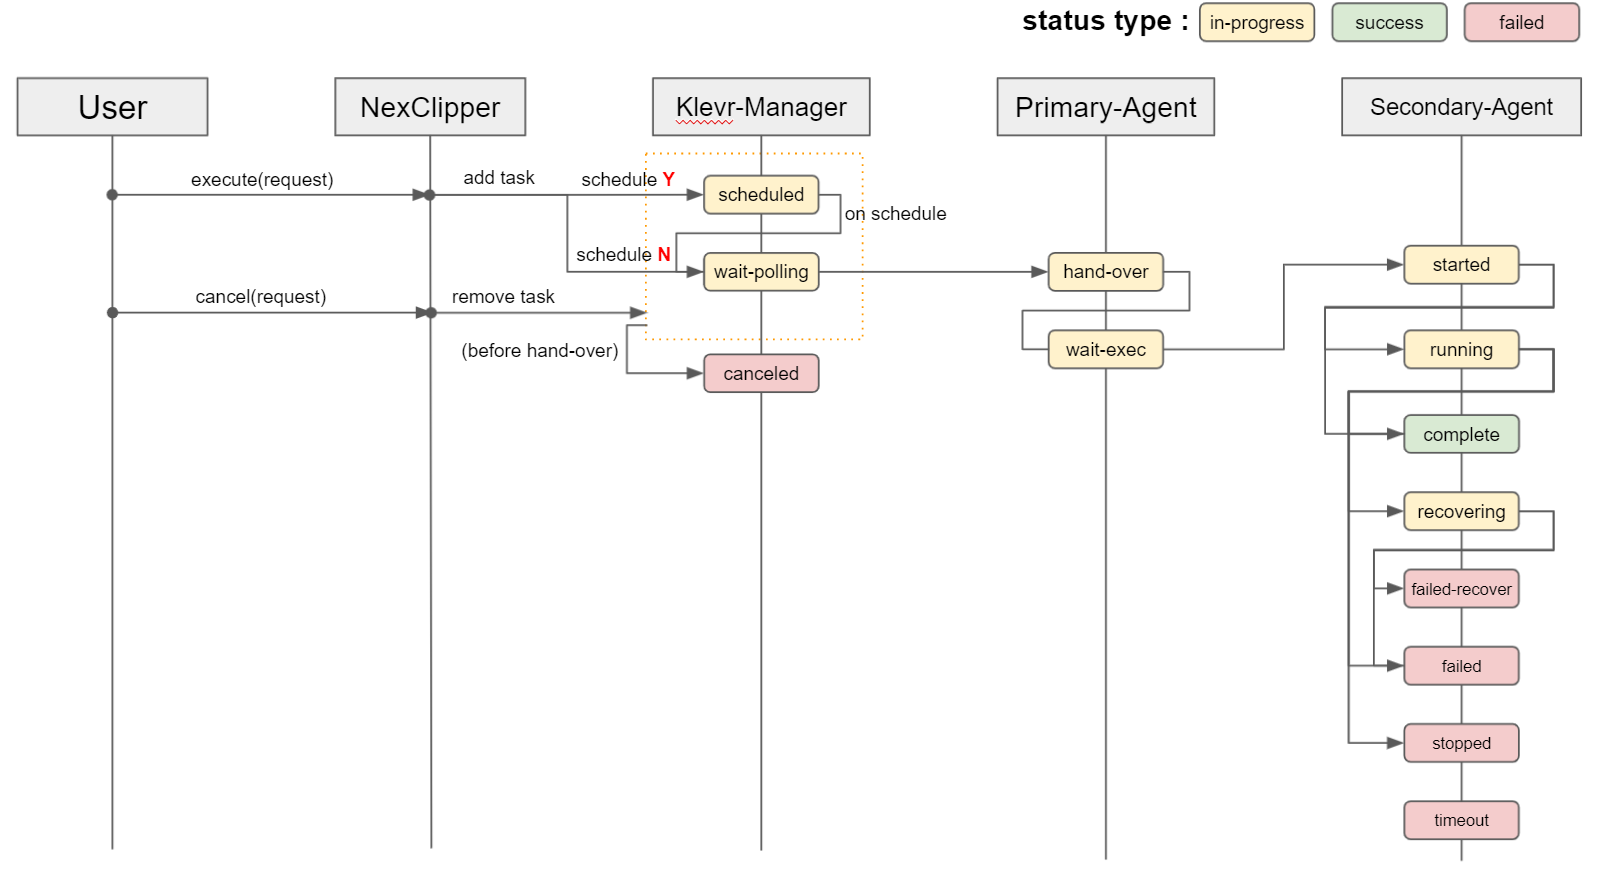 status type :
in-progress
success
failed
User
NexClipper
Klevr-Manager
Primary-Agent
Secondary-Agent
execute(request)
add task
schedule Y
scheduled
on schedule
schedule N
wait-polling
hand-over
started
cancel(request)
remove task
(before hand-over)
wait-exec
running
canceled
complete
recovering
failed-recover
failed
stopped
timeout